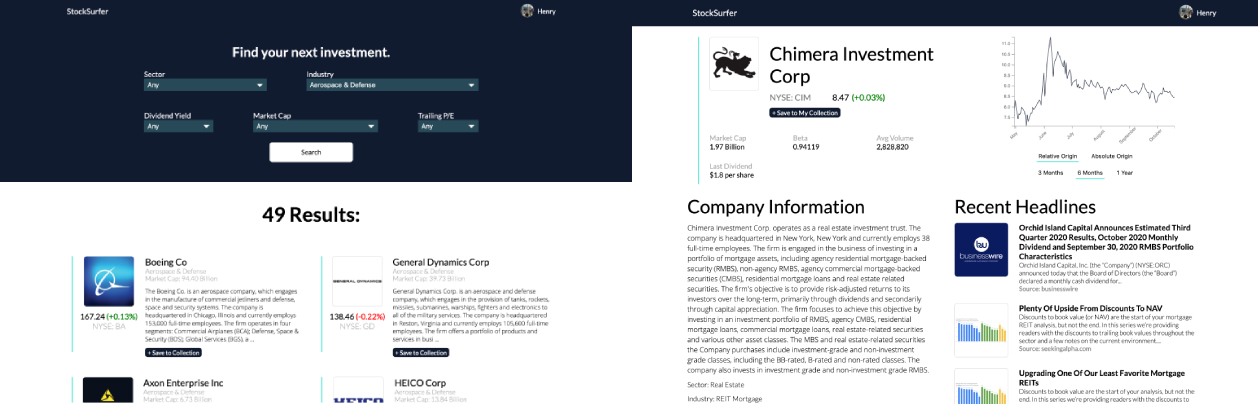 StockSurfer
Henry
Find your next investment.
Sector
Industry
Any
Aerospace & Defense
Dividend Yield
Market Cap
Trailing P/E
Any
Any
Any
Search
49 Results:
Boeing Co
Aerospace & Defense
Market Cap: 94.43 Billion
The Boeing Co. is an aerospace company, which engages
in the manufacture of commercial jetliners and defense,
space and security systems. The company is
headquartered in Chicago, Illinois and currently employs
153,000 full-time employees. The firm operates in four
segments: Commercial Airplanes (BCA); Defense, Space &
Security (BDS); Global Services (BGS), a ...
167.24 (+0.13%)
NYSE: BA
+ Save to Collection
GENERAL DYNAMICS
General Dynamics Corp
Aerospace & Defense
Market Cap: 39.73 Billion
General Dynamics Corp. is an aerospace and defense
company, which engages in the provision of tanks, rockets,
missiles, submarines, warships, fighters and electronics to
all of the military services. The company is headquartered
in Reston, Virginia and currently employs 105,600 full-time
employees. The firm offers a portfolio of products and
services in busi ...
138.46 (-0.22%)
NYSE: GD
+ Save to Collection
Axon Enterprise Inc
Aerospace & Defense
Market Cap: 6.73 Billion
HEICO
HEICO Corp
Aerospace & Defense
Market Cap: 13.84 Billion
StockSurfer
Henry
Chimera Investment
Corp
NYSE: CIM
8.47 (+0.03%)
+ Save to My Collection
Market Cap
1.97 Billion
Beta
0.94119
Avg Volume
2,828,820
Last Dividend
$1.8 per share
11.0
10.5
10.0
9.5
9.0
8.5
8.0
7.5
May
June
July
August
September
October
Relative Origin
Absolute Origin
3 Months
6 Months
1 Year
Company Information
Chimera Investment Corp. operates as a real estate investment trust. The
company is headquartered in New York, New York and currently employs 38
full-time employees. The firm is engaged in the business of investing in a
portfolio of mortgage assets, including agency residential mortgage-backed
security (RMBS), non-agency RMBS, agency commercial mortgage-backed
securities (CMBS), residential mortgage loans and real estate related
securities. The firm's objective is to provide risk-adjusted returns to its
investors over the long-term, primarily through dividends and secondarily
through capital appreciation. The firm focuses to achieve this objective by
investing in an investment portfolio of RMBS, agency CMBS, residential
mortgage loans, commercial mortgage loans, real estate-related securities
and various other asset classes. The MBS and real estate-related securities
the Company purchases include investment-grade and non-investment
grade classes, including the BB-rated, B-rated and non-rated classes. The
company also invests in investment grade and non-investment grade RMBS.
Sector: Real Estate
Industry: REIT Mortgage
Recent Headlines
businesswire
Orchid Island Capital Announces Estimated Third
Quarter 2020 Results, October 2020 Monthly
Dividend and September 30, 2020 RMBS Portfolio
Characteristics
Orchid Island Capital, Inc. (the "Company") (NYSE:ORC)
announced today that the Board of Directors (the "Board")
declared a monthly cash dividend for...
Source: businesswire
Plenty Of Upside From Discounts To NAV
Discounts to book value (or NAV) are the start of your mortgage
REIT analysis, but not the end. In this series we're providing
readers with the discounts to trailing book values throughout the
sector and a few notes on the current environment....
Source: seekingalpha.com
Upgrading One Of Our Least Favorite Mortgage
REITs
Discounts to book value are the start of your analysis, but not the
end. In this series we're providing readers with the discounts to